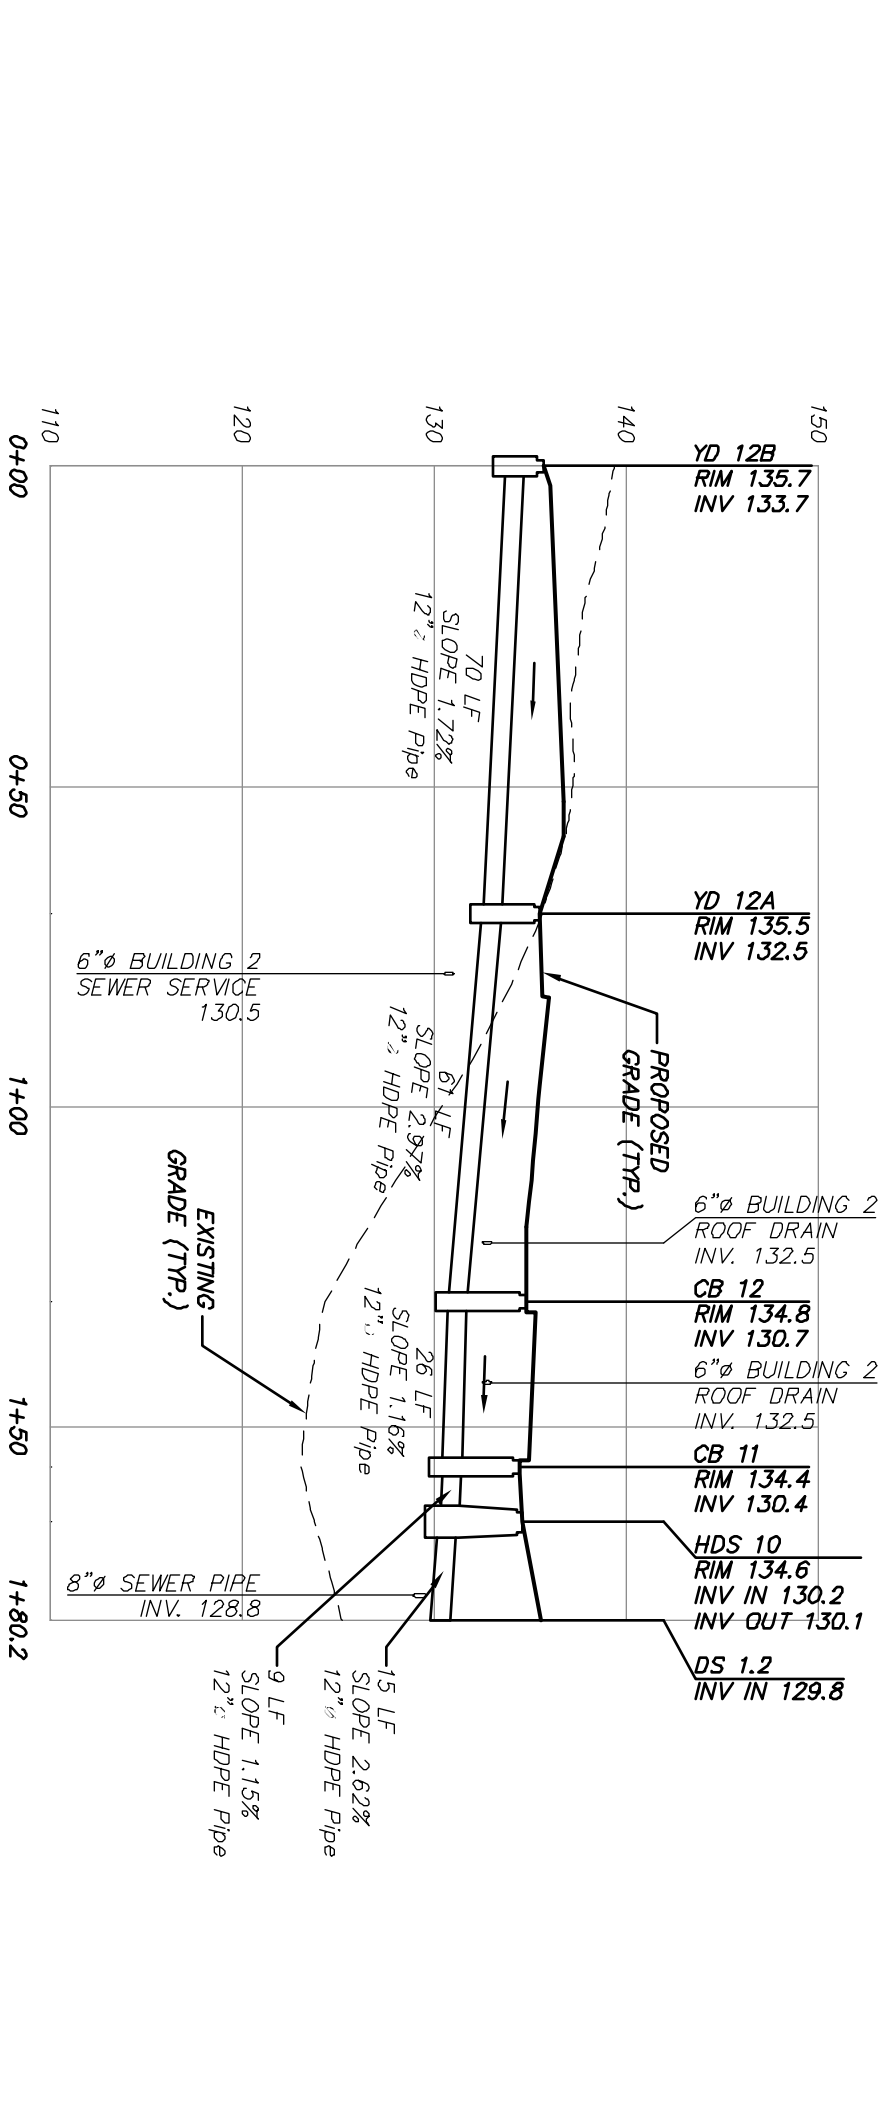 110
120
130
140
150
0+00
0+50
1+00
1+50
1+80.2
YD 12B
RIM 135.7
INV 133.7
70 LF
SLOPE 1.72%
12"ø HDPE Pipe
YD 12A
RIM 135.5
INV 132.5
6"ø BUILDING 2
SEWER SERVICE
130.5
PROPOSED
GRADE (TYP.)
61 LF
SLOPE 2.97%
12"ø HDPE Pipe
EXISTING
GRADE (TYP.)
6"ø BUILDING 2
ROOF DRAIN
INV. 132.5
CB 12
RIM 134.8
INV 130.7
6"ø BUILDING 2
ROOF DRAIN
INV. 132.5
26 LF
SLOPE 1.16%
12"ø HDPE Pipe
CB 11
RIM 134.4
INV 130.4
HDS 10
RIM 134.6
INV IN 130.2
INV OUT 130.1
8"ø SEWER PIPE
INV. 128.8
DS 1.2
INV IN 129.8
15 LF
SLOPE 2.62%
12"ø HDPE Pipe
9 LF
SLOPE 1.15%
12"ø HDPE Pipe